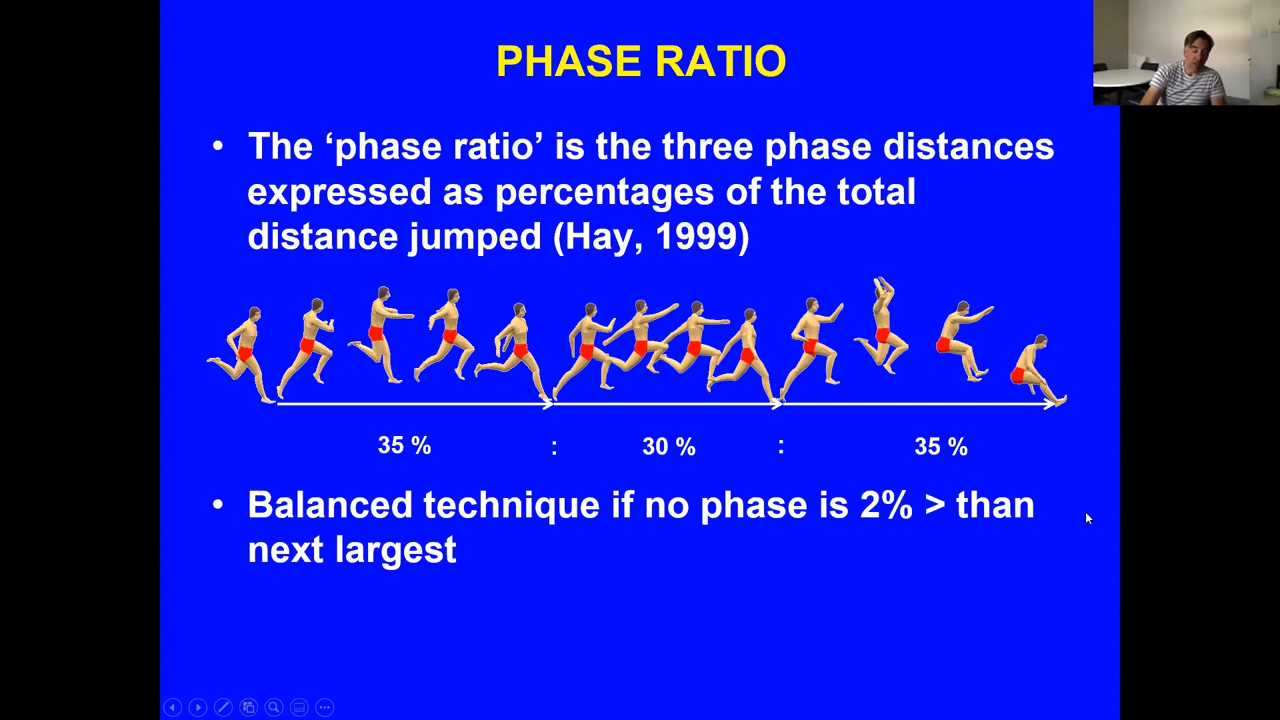 PHASE RATIO
• The ‘phase ratio’ is the three phase distances
expressed as percentages of the total
distance jumped (Hay, 1999)
35 % : 30 % : 35 %
• Balanced technique if no phase is 2% > than
next largest